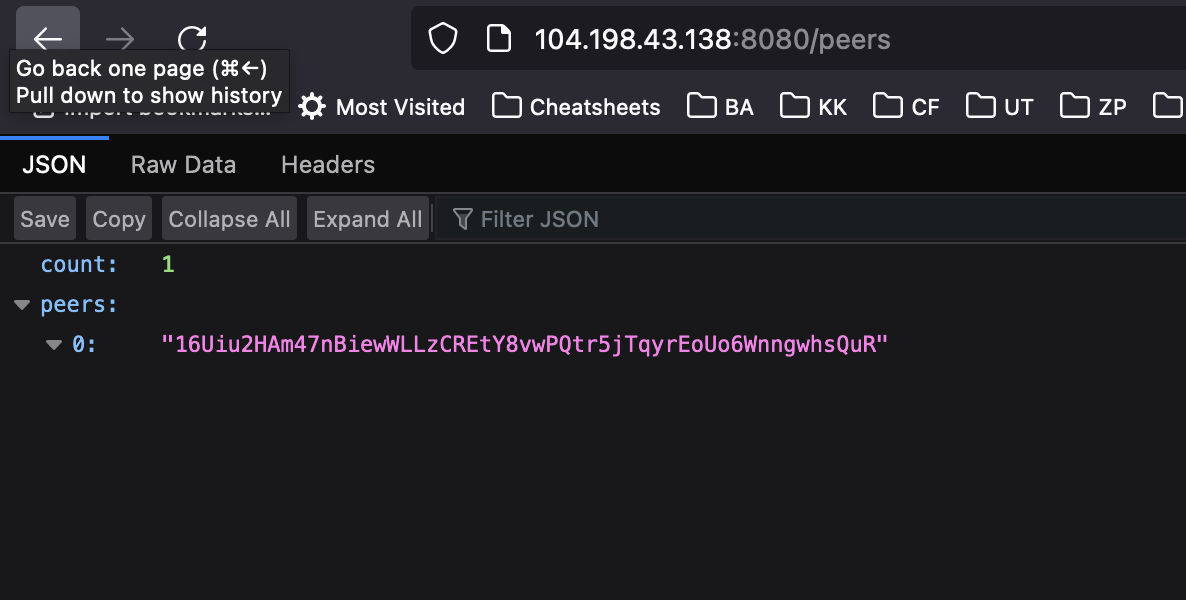 104.198.43.138:8080/peers
Go back one page (⌘←)
Pull down to show history
Import bookmarks...
Most Visited
Cheatsheets
BA
KK
CF
UT
ZP
JSON
Raw Data
Headers
Save
Copy
Collapse All
Expand All
Filter JSON
count: 1
peers:
0: "16Uiu2HAm47nBiewWLLzCREtY8vwPQtr5jTqyrEoUo6WnngwhsQuR"